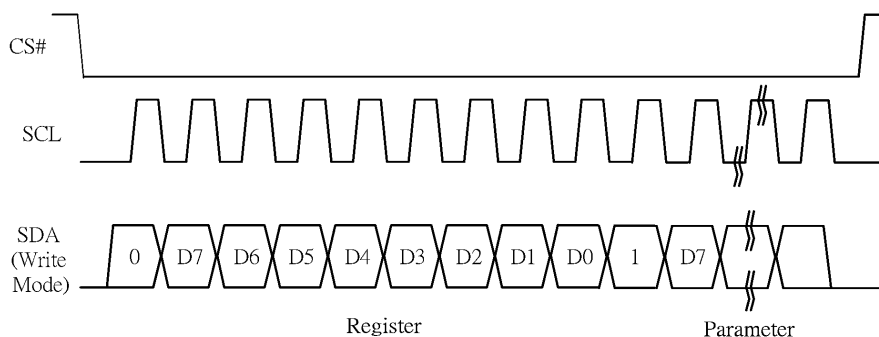 CS#
SCL
SDA
(Write
Mode)
0 D7 D6 D5 D4 D3 D2 D1 D0 1 D7
Register Parameter